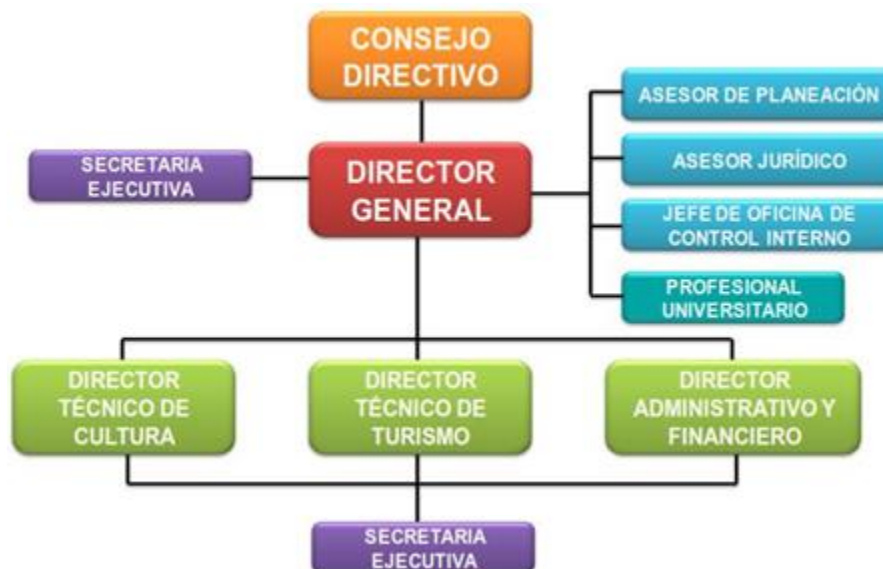 CONSEJO
DIRECTIVO
SECRETARIA
EJECUTIVA
DIRECTOR
GENERAL
ASESOR DE PLANEACIÓN
ASESOR JURÍDICO
JEFE DE OFICINA DE
CONTROL INTERNO
PROFESIONAL
UNIVERSITARIO
DIRECTOR
TÉCNICO DE
CULTURA
DIRECTOR
TÉCNICO DE
TURISMO
DIRECTOR
ADMINISTRATIVO Y
FINANCIERO
SECRETARIA
EJECUTIVA